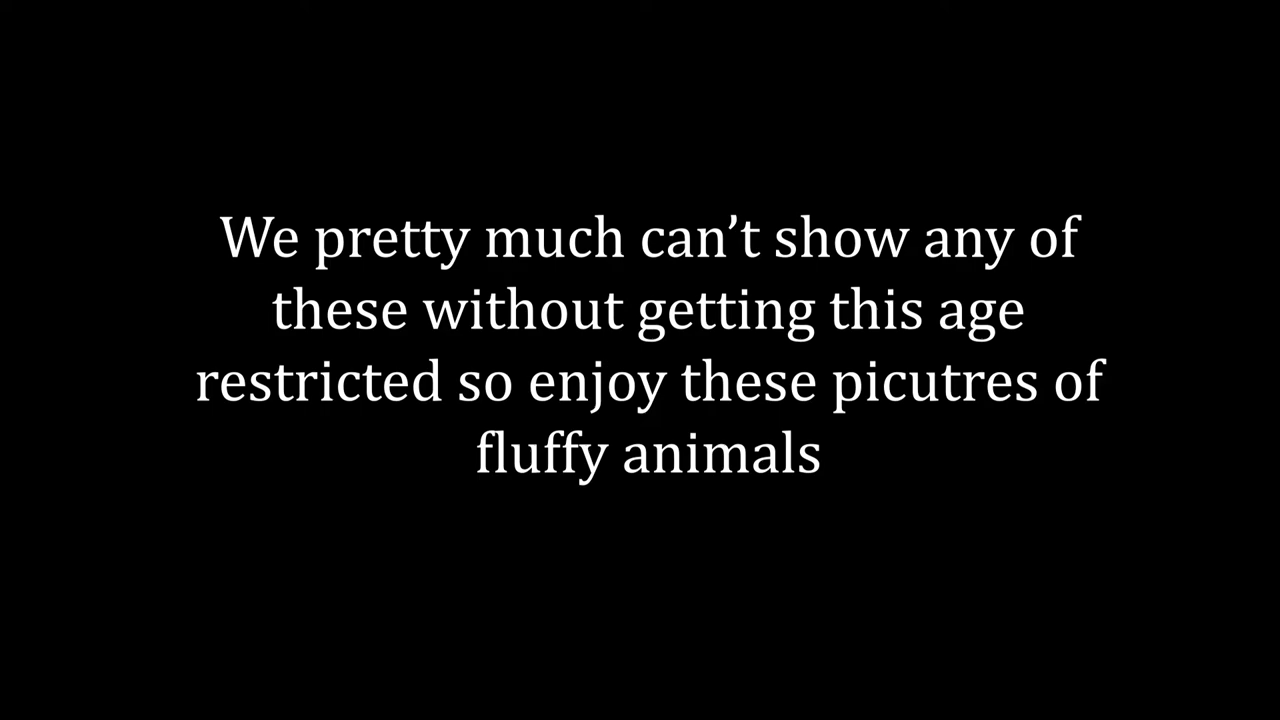 We pretty much can’t show any of
these without getting this age
restricted so enjoy these picutres of
fluffy animals